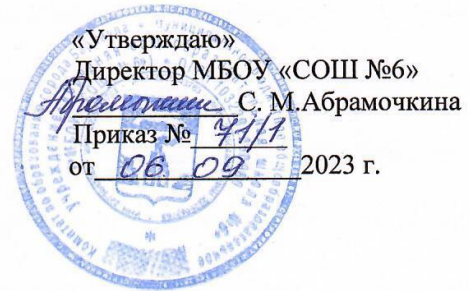 «Утверждаю»
Директор МБОУ «СОШ №6»
С. М.Абрамочкина
Приказ № 71/1
от 06 09 2023 г.